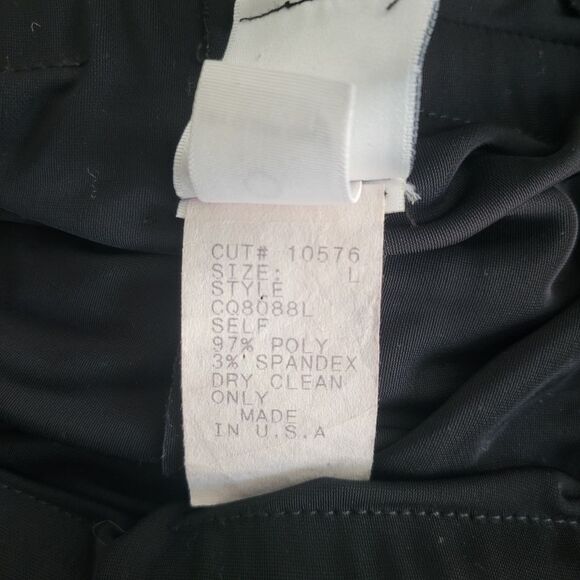 CUT# 10576
SIZE: L
STYLE
CQ8088L
SELF
97% POLY
3% SPANDEX
DRY CLEAN
ONLY
MADE
IN U.S.A